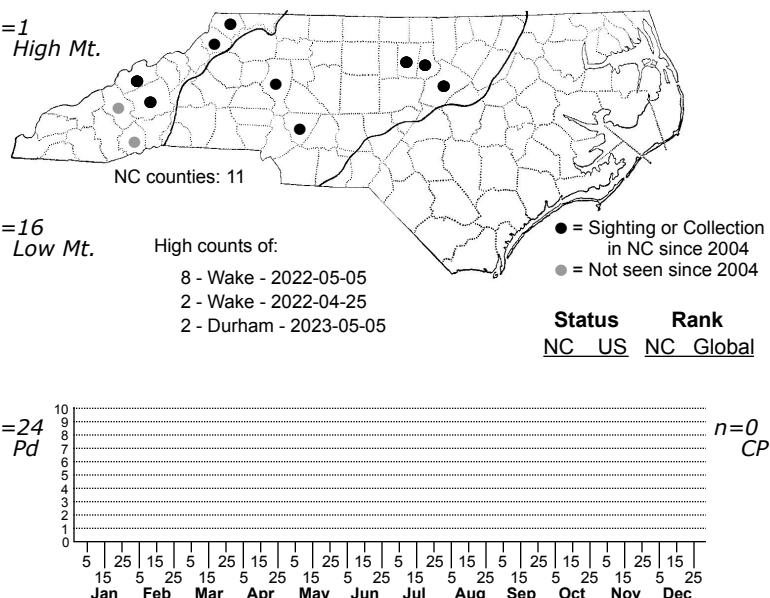 =1
High Mt.
NC counties: 11
=16
Low Mt.
High counts of:
8 - Wake - 2022-05-05
2 - Wake - 2022-04-25
2 - Durham - 2023-05-05
● = Sighting or Collection
in NC since 2004
● = Not seen since 2004
Status Rank
NC US NC Global
=24
Pd
n=0
CP
10
9
8
7
6
5
4
3
2
1
0
5 25 15 5 25 15 5 25 15 5 25 15 5 25 15 5 25 15
15 5 25 15 5 25 15 5 25 15 5 25 15 5 25 15 5 25
Jan Feb Mar Apr May Jun Jul Aug Sep Oct Nov Dec